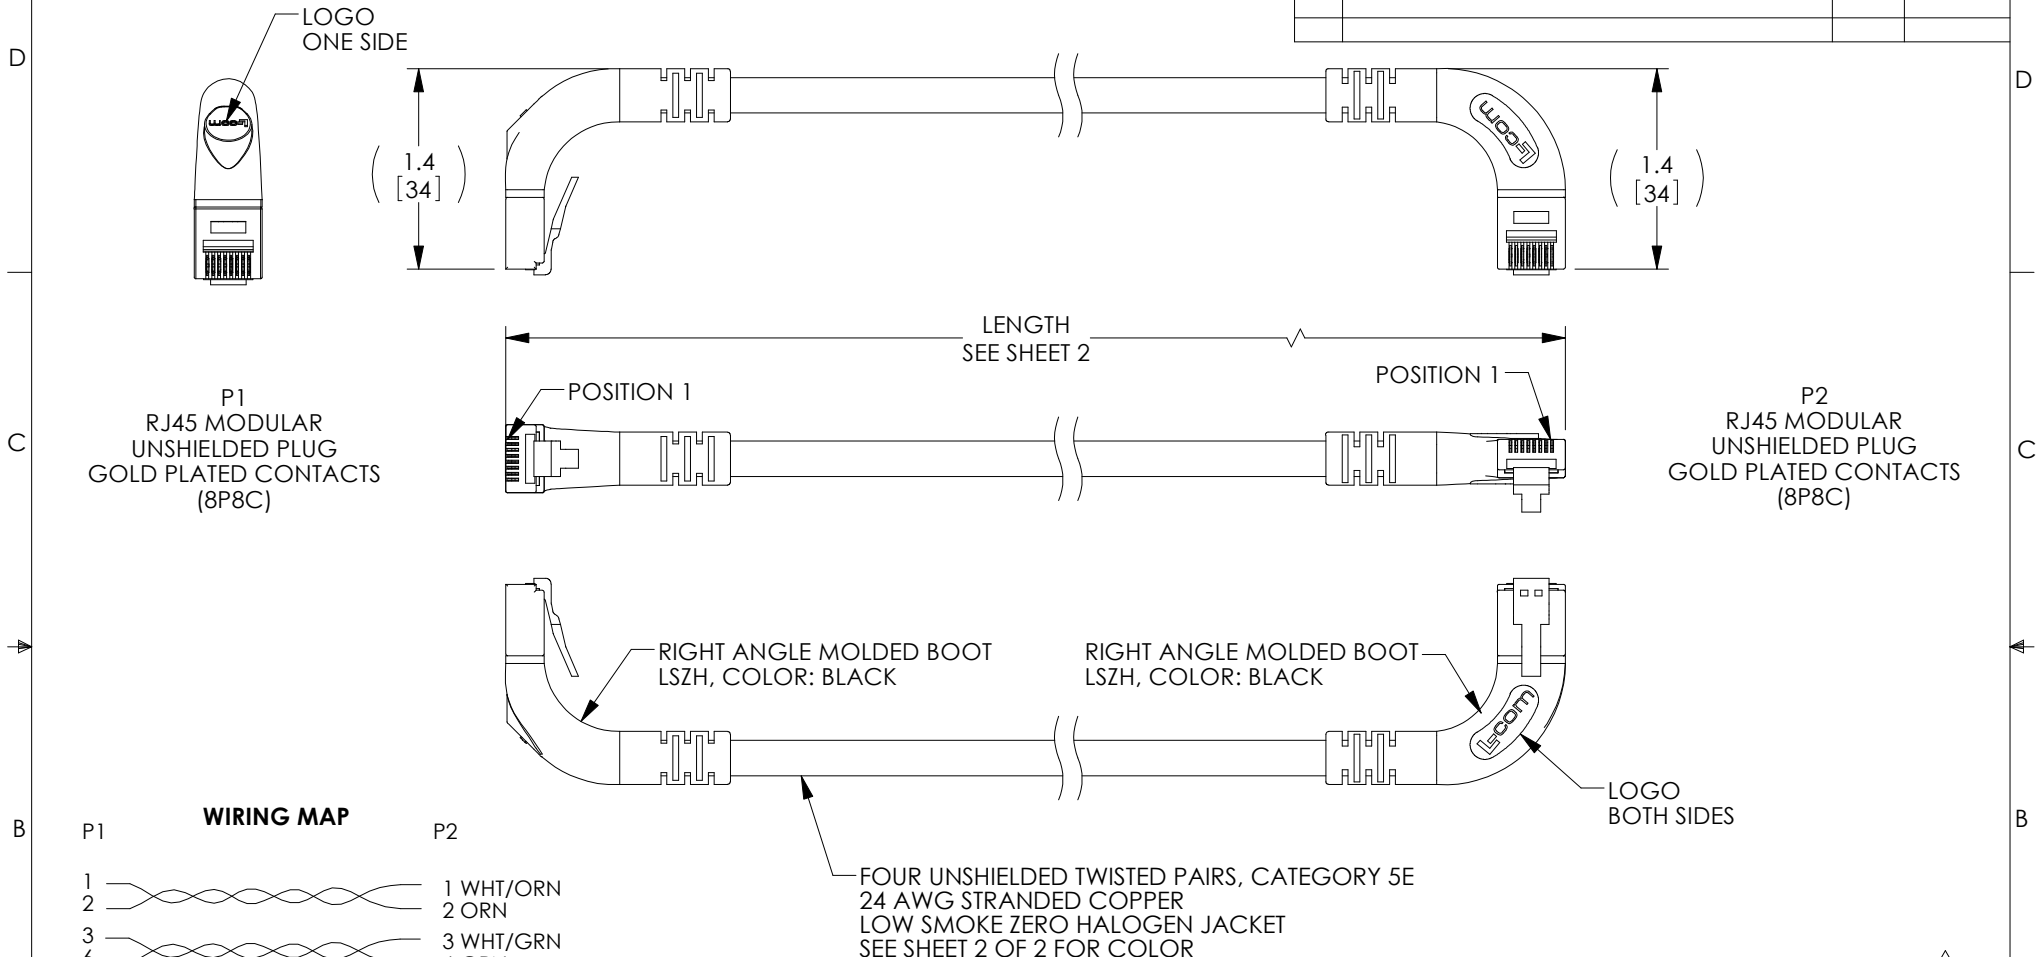 LOGO
ONE SIDE
D
D
L-com
1.4
[34]
L-com
1.4
[34]
LENGTH
SEE SHEET 2
POSITION 1
POSITION 1
P1
RJ45 MODULAR
UNSHIELDED PLUG
GOLD PLATED CONTACTS
(8P8C)
P2
RJ45 MODULAR
UNSHIELDED PLUG
GOLD PLATED CONTACTS
(8P8C)
C
C
RIGHT ANGLE MOLDED BOOT
LSZH, COLOR: BLACK
RIGHT ANGLE MOLDED BOOT
LSZH, COLOR: BLACK
L-com
LOGO
BOTH SIDES
B
B
WIRING MAP
P1
P2
1
1 WHT/ORN
2
2 ORN
3
3 WHT/GRN
FOUR UNSHIELDED TWISTED PAIRS, CATEGORY 5E
24 AWG STRANDED COPPER
LOW SMOKE ZERO HALOGEN JACKET
SEE SHEET 2 OF 2 FOR COLOR